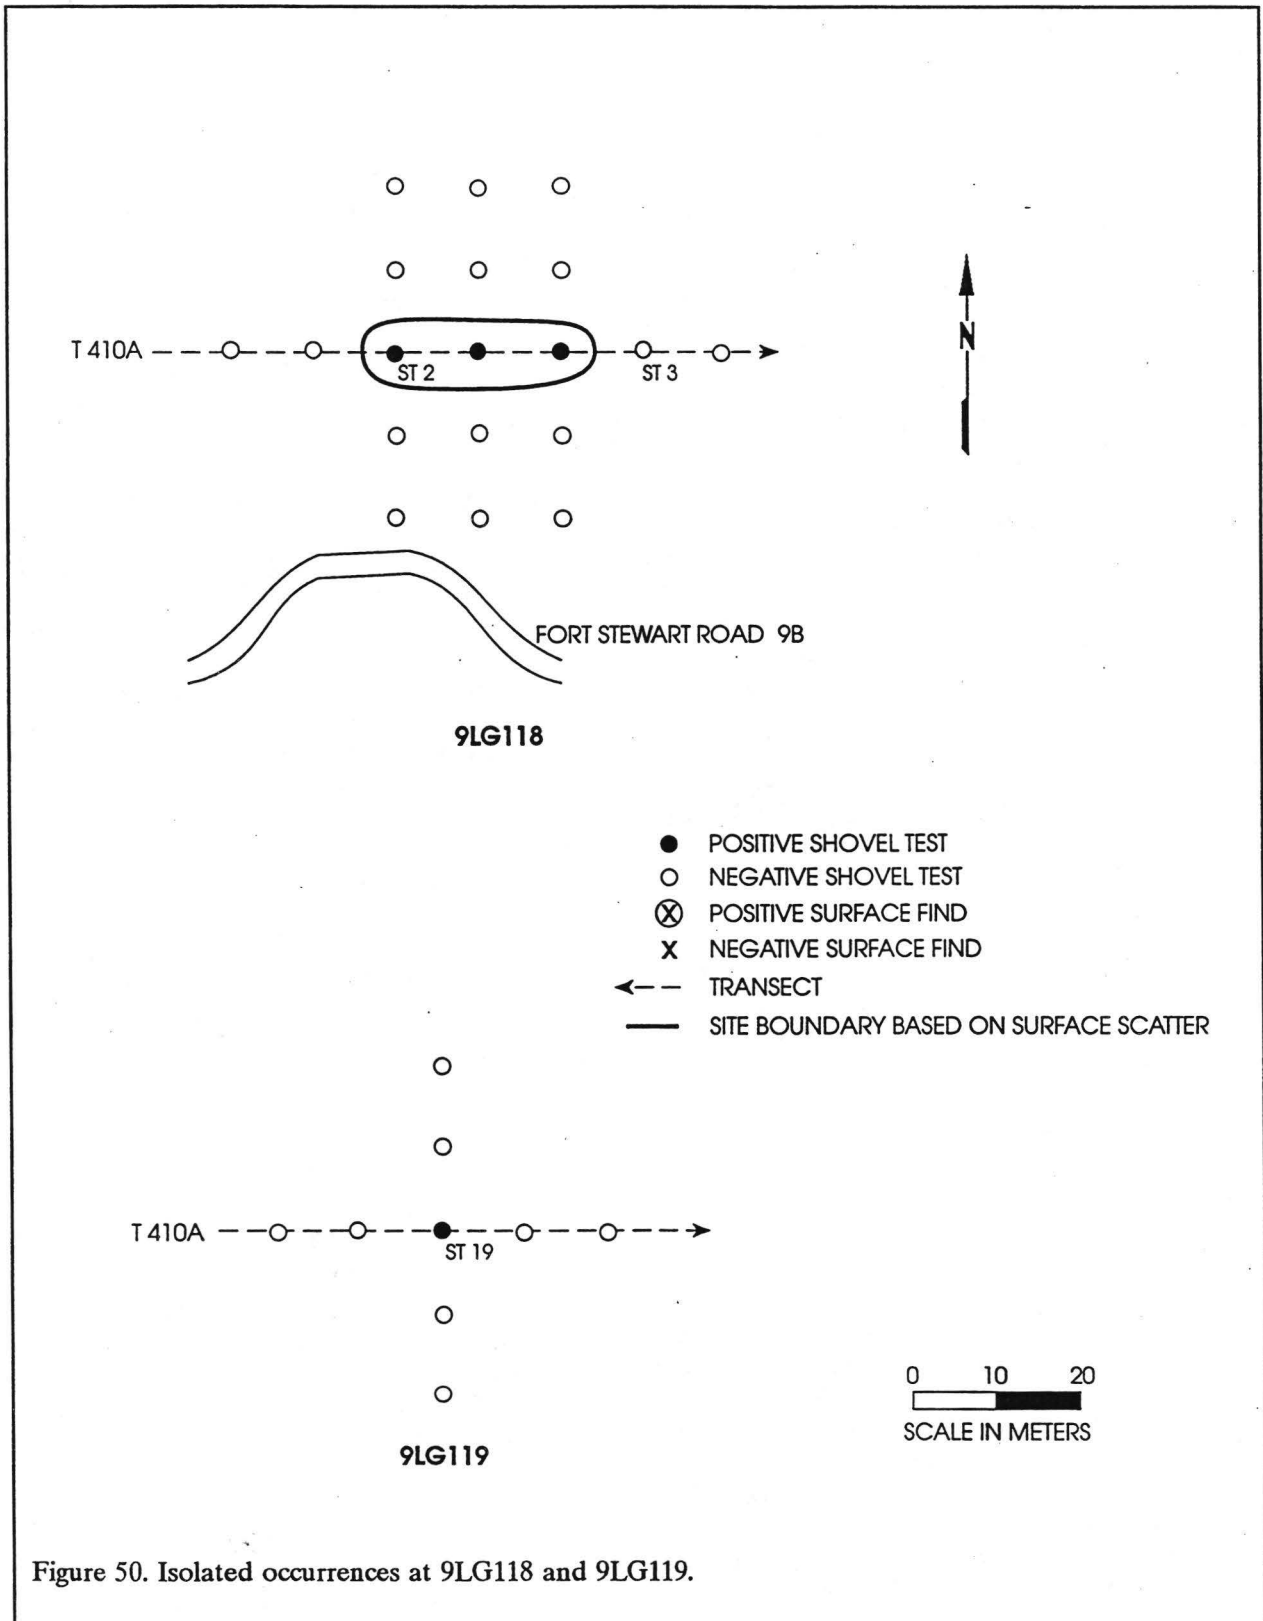 T 410A
ST 2
ST 3
N
FORT STEWART ROAD 9B
9LG118
POSITIVE SHOVEL TEST
NEGATIVE SHOVEL TEST
POSITIVE SURFACE FIND
X NEGATIVE SURFACE FIND
TRANSECT
SITE BOUNDARY BASED ON SURFACE SCATTER
T 410A
ST 19
0 10 20
SCALE IN METERS
9LG119
Figure 50. Isolated occurrences at 9LG118 and 9LG119.